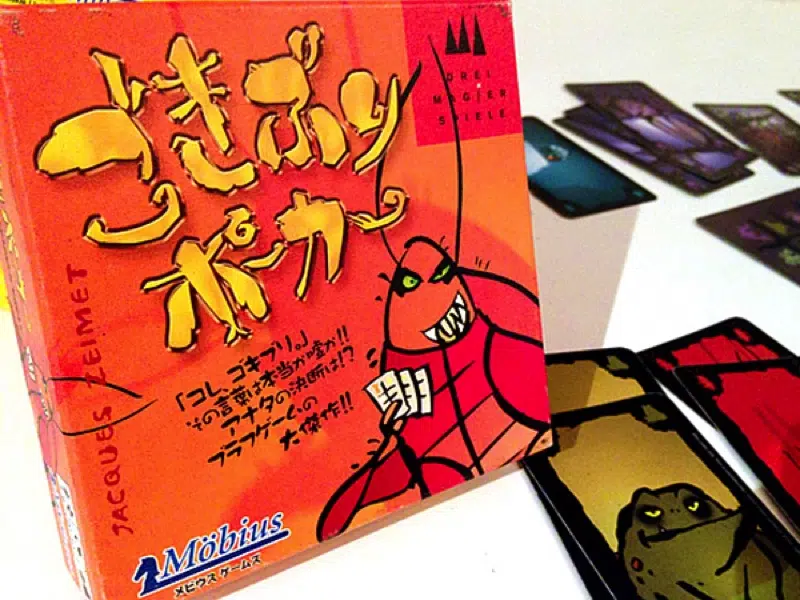 ごきぶり
ポーカー
DREI
MAGIER
SPIELE
JACQUES ZEIMET
「コレ、ゴキブリ。」
その言葉は本当か嘘か!!
アナタの決断は!?
ブラフゲームの
大傑作!!
Möbius
メビウスゲームズ